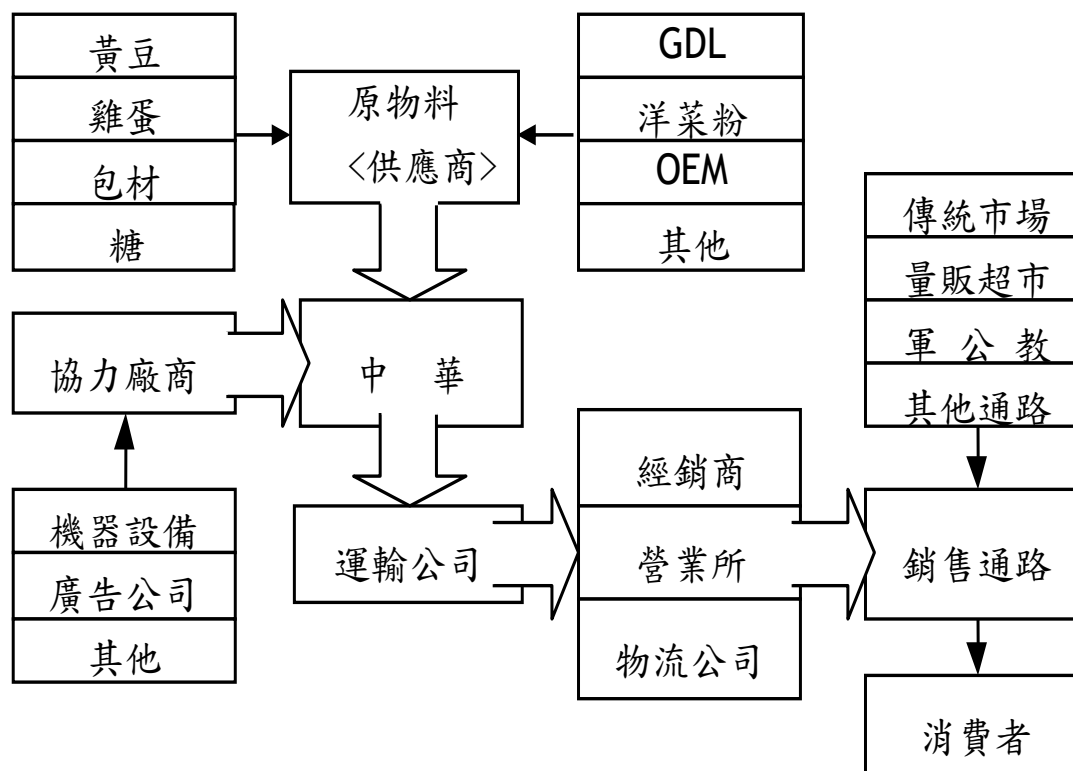 黃豆
雞蛋
包材
糖
原物料
<供應商>
GDL
洋菜粉
OEM
其他
傳統市場
量販超市
軍 公 教
其他通路
協力廠商
中 華
機器設備
廣告公司
其他
運輸公司
經銷商
營業所
物流公司
銷售通路
消費者